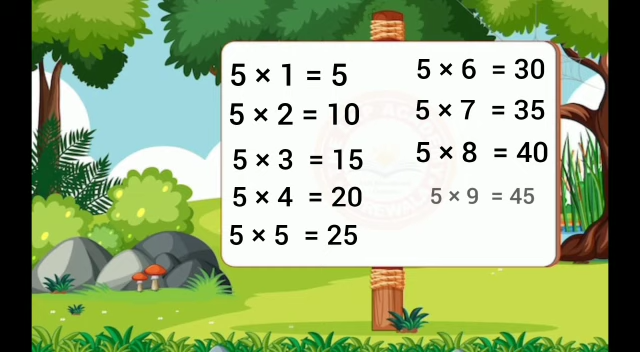 5 × 1 = 5
5 × 2 = 10
5 × 3 = 15
5 × 4 = 20
5 × 5 = 25
5 × 6 = 30
5 × 7 = 35
5 × 8 = 40
5 × 9 = 45